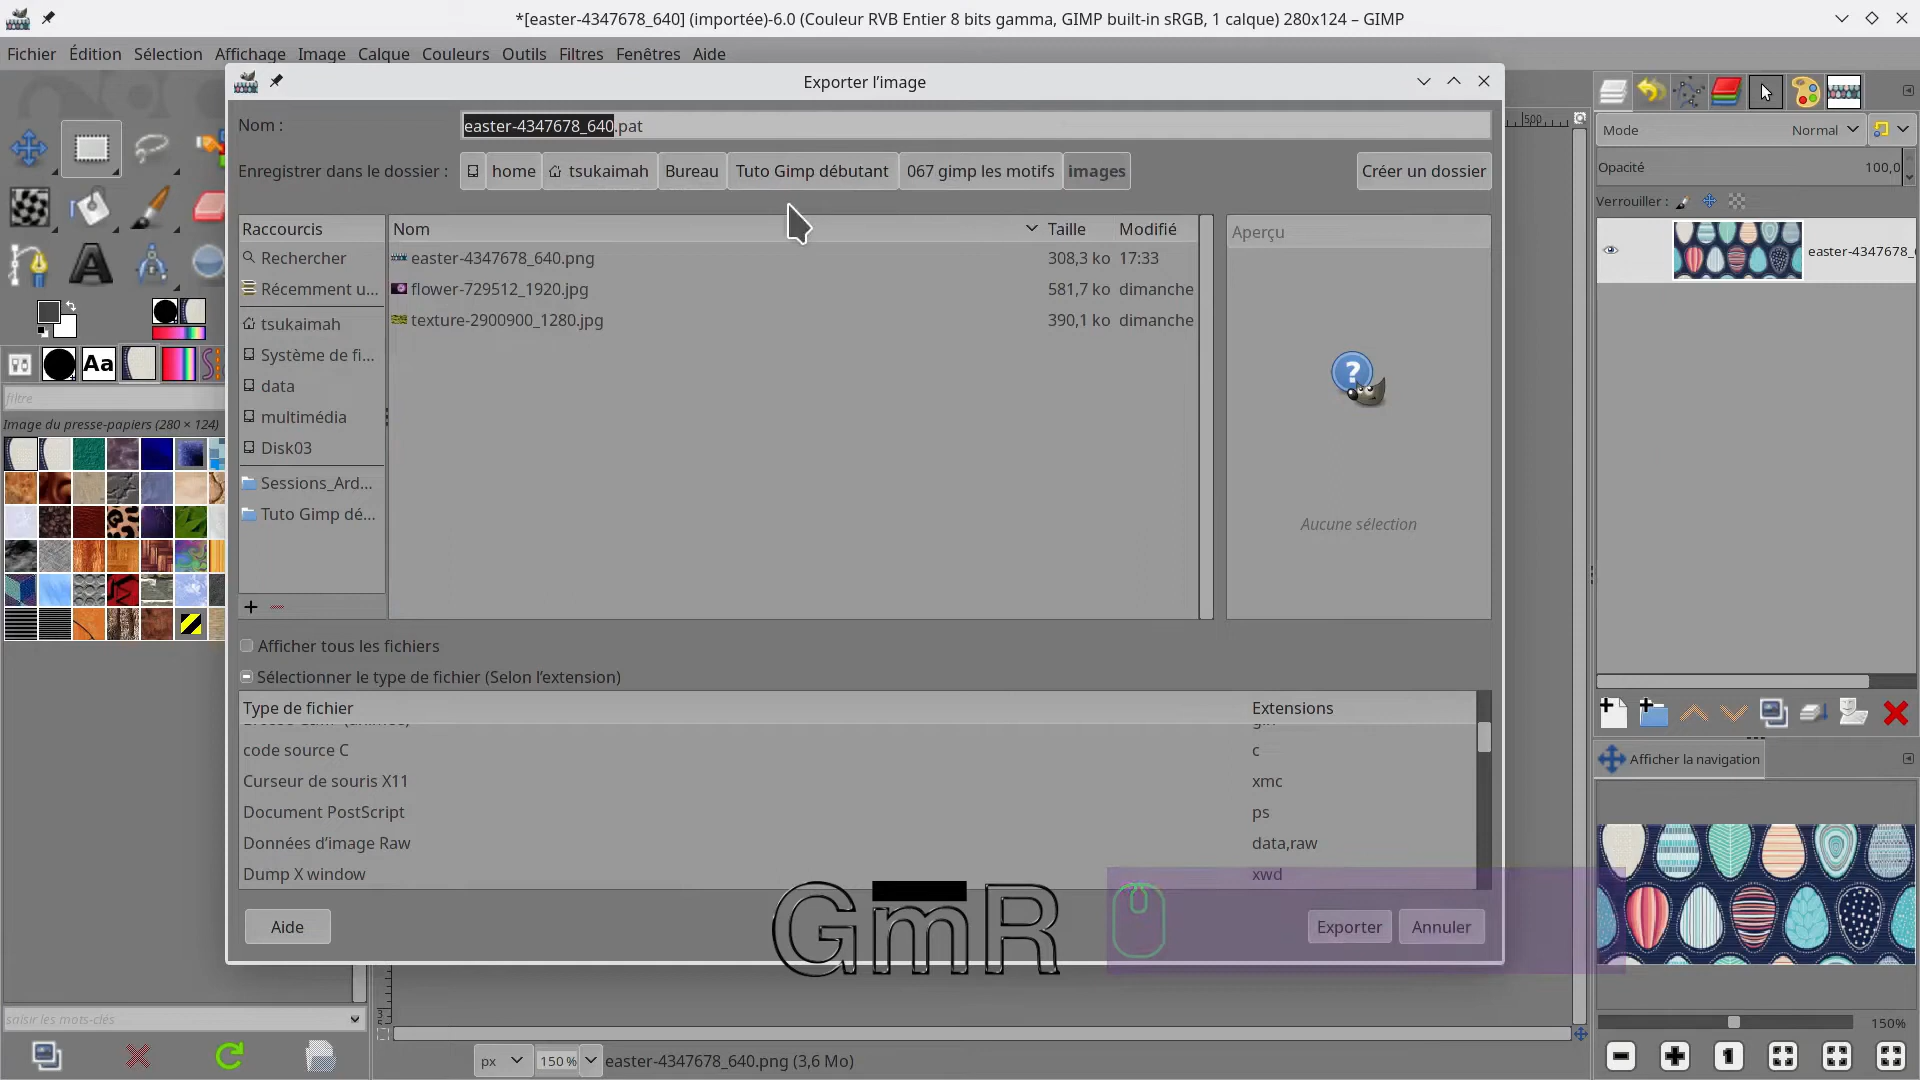 *[easter-4347678_640] (importée)-6.0 (Couleur RVB Entier 8 bits gamma, GIMP built-in sRGB, 1 calque) 280x124 – GIMP
Fichier Édition Sélection Affichage Image Calque Couleurs Outils Filtres Fenêtres Aide
Exporter l’image
Nom :
easter-4347678_640.pat
Enregistrer dans le dossier :
home
tsukaimah
Bureau
Tuto Gimp débutant
067 gimp les motifs
images
Créer un dossier
Raccourcis
Rechercher
Récemment u...
tsukaimah
Système de fi...
data
multimédia
Disk03
Sessions_Ard...
Tuto Gimp dé...
Nom Taille Modifié
easter-4347678_640.png 308,3 ko 17:33
flower-729512_1920.jpg 581,7 ko dimanche
texture-2900900_1280.jpg 390,1 ko dimanche
Aperçu
Aucune sélection
Afficher tous les fichiers
Sélectionner le type de fichier (Selon l’extension)
Type de fichier Extensions
code source C c
Curseur de souris X11 xmc
Document PostScript ps
Données d’image Raw data,raw
Dump X window xwd
Aide
Exporter
Annuler
GmR
Aa
filtre
Image du presse-papiers (280 × 124)
saisir les mots-clés
500
px
150 %
easter-4347678_640.png (3,6 Mo)
Mode Normal
Opacité 100,0
Verrouiller :
easter-4347678_
Afficher la navigation
150%
1